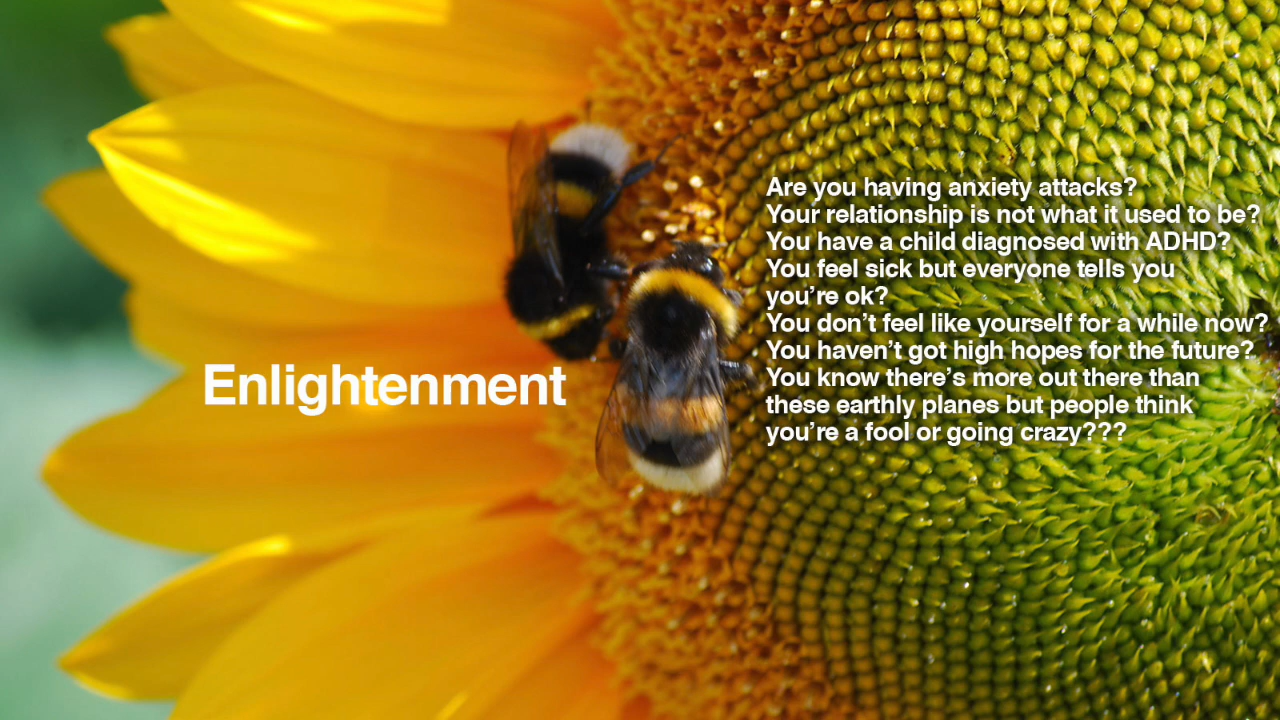 Enlightenment
Are you having anxiety attacks?
Your relationship is not what it used to be?
You have a child diagnosed with ADHD?
You feel sick but everyone tells you
you’re ok?
You don’t feel like yourself for a while now?
You haven’t got high hopes for the future?
You know there’s more out there than
these earthly planes but people think
you’re a fool or going crazy???